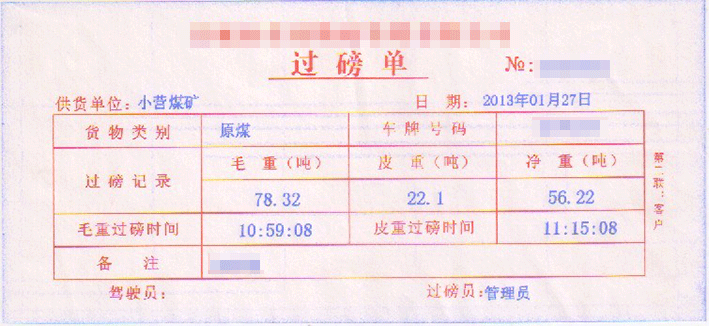 过磅单
№:
供货单位: 小营煤矿 日 期: 2013年01月27日
货物类别 原煤 车牌号码
过磅记录 毛 重(吨) 皮 重(吨) 净 重(吨)
78.32 22.1 56.22
毛重过磅时间 10:59:08 皮重过磅时间 11:15:08
备 注
驾驶员: 过磅员: 管理员
第二联:客户